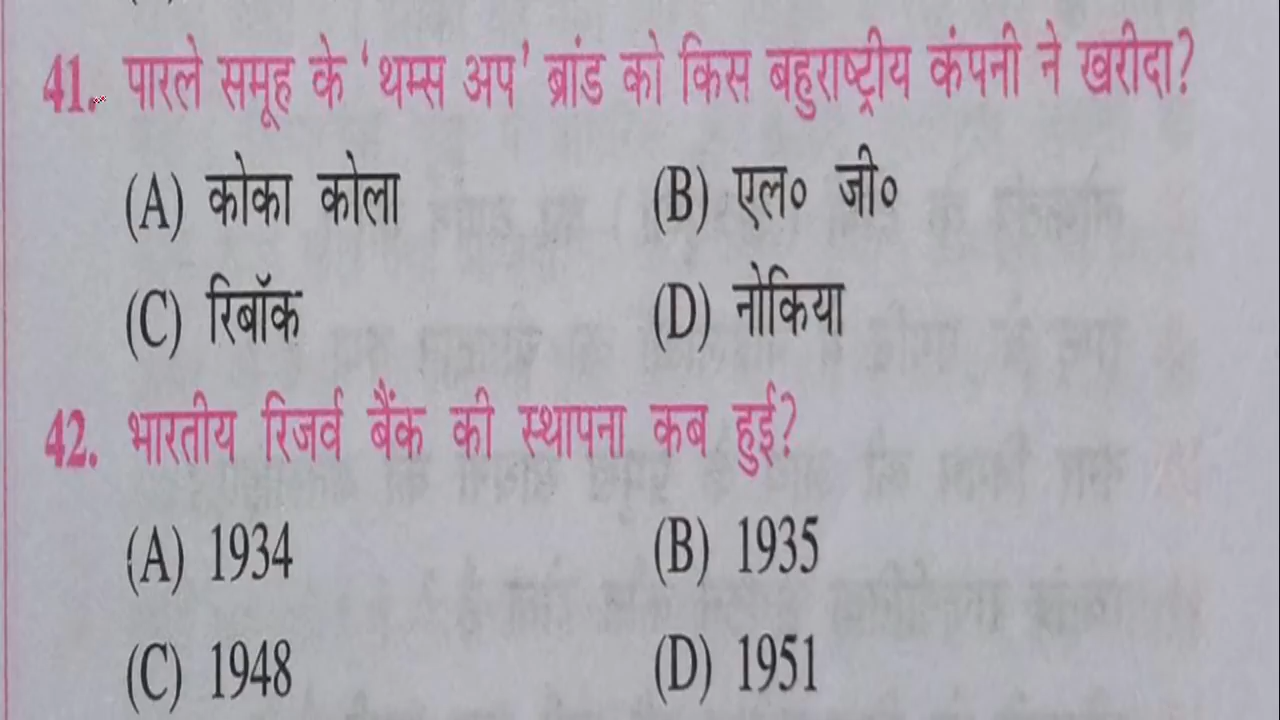 41. पारले समूह के 'थम्स अप' ब्रांड को किस बहुराष्ट्रीय कंपनी ने खरीदा?
(A) कोका कोला (B) एल० जी०
(C) रिबॉक (D) नोकिया
42. भारतीय रिजर्व बैंक की स्थापना कब हुई?
(A) 1934 (B) 1935
(C) 1948 (D) 1951